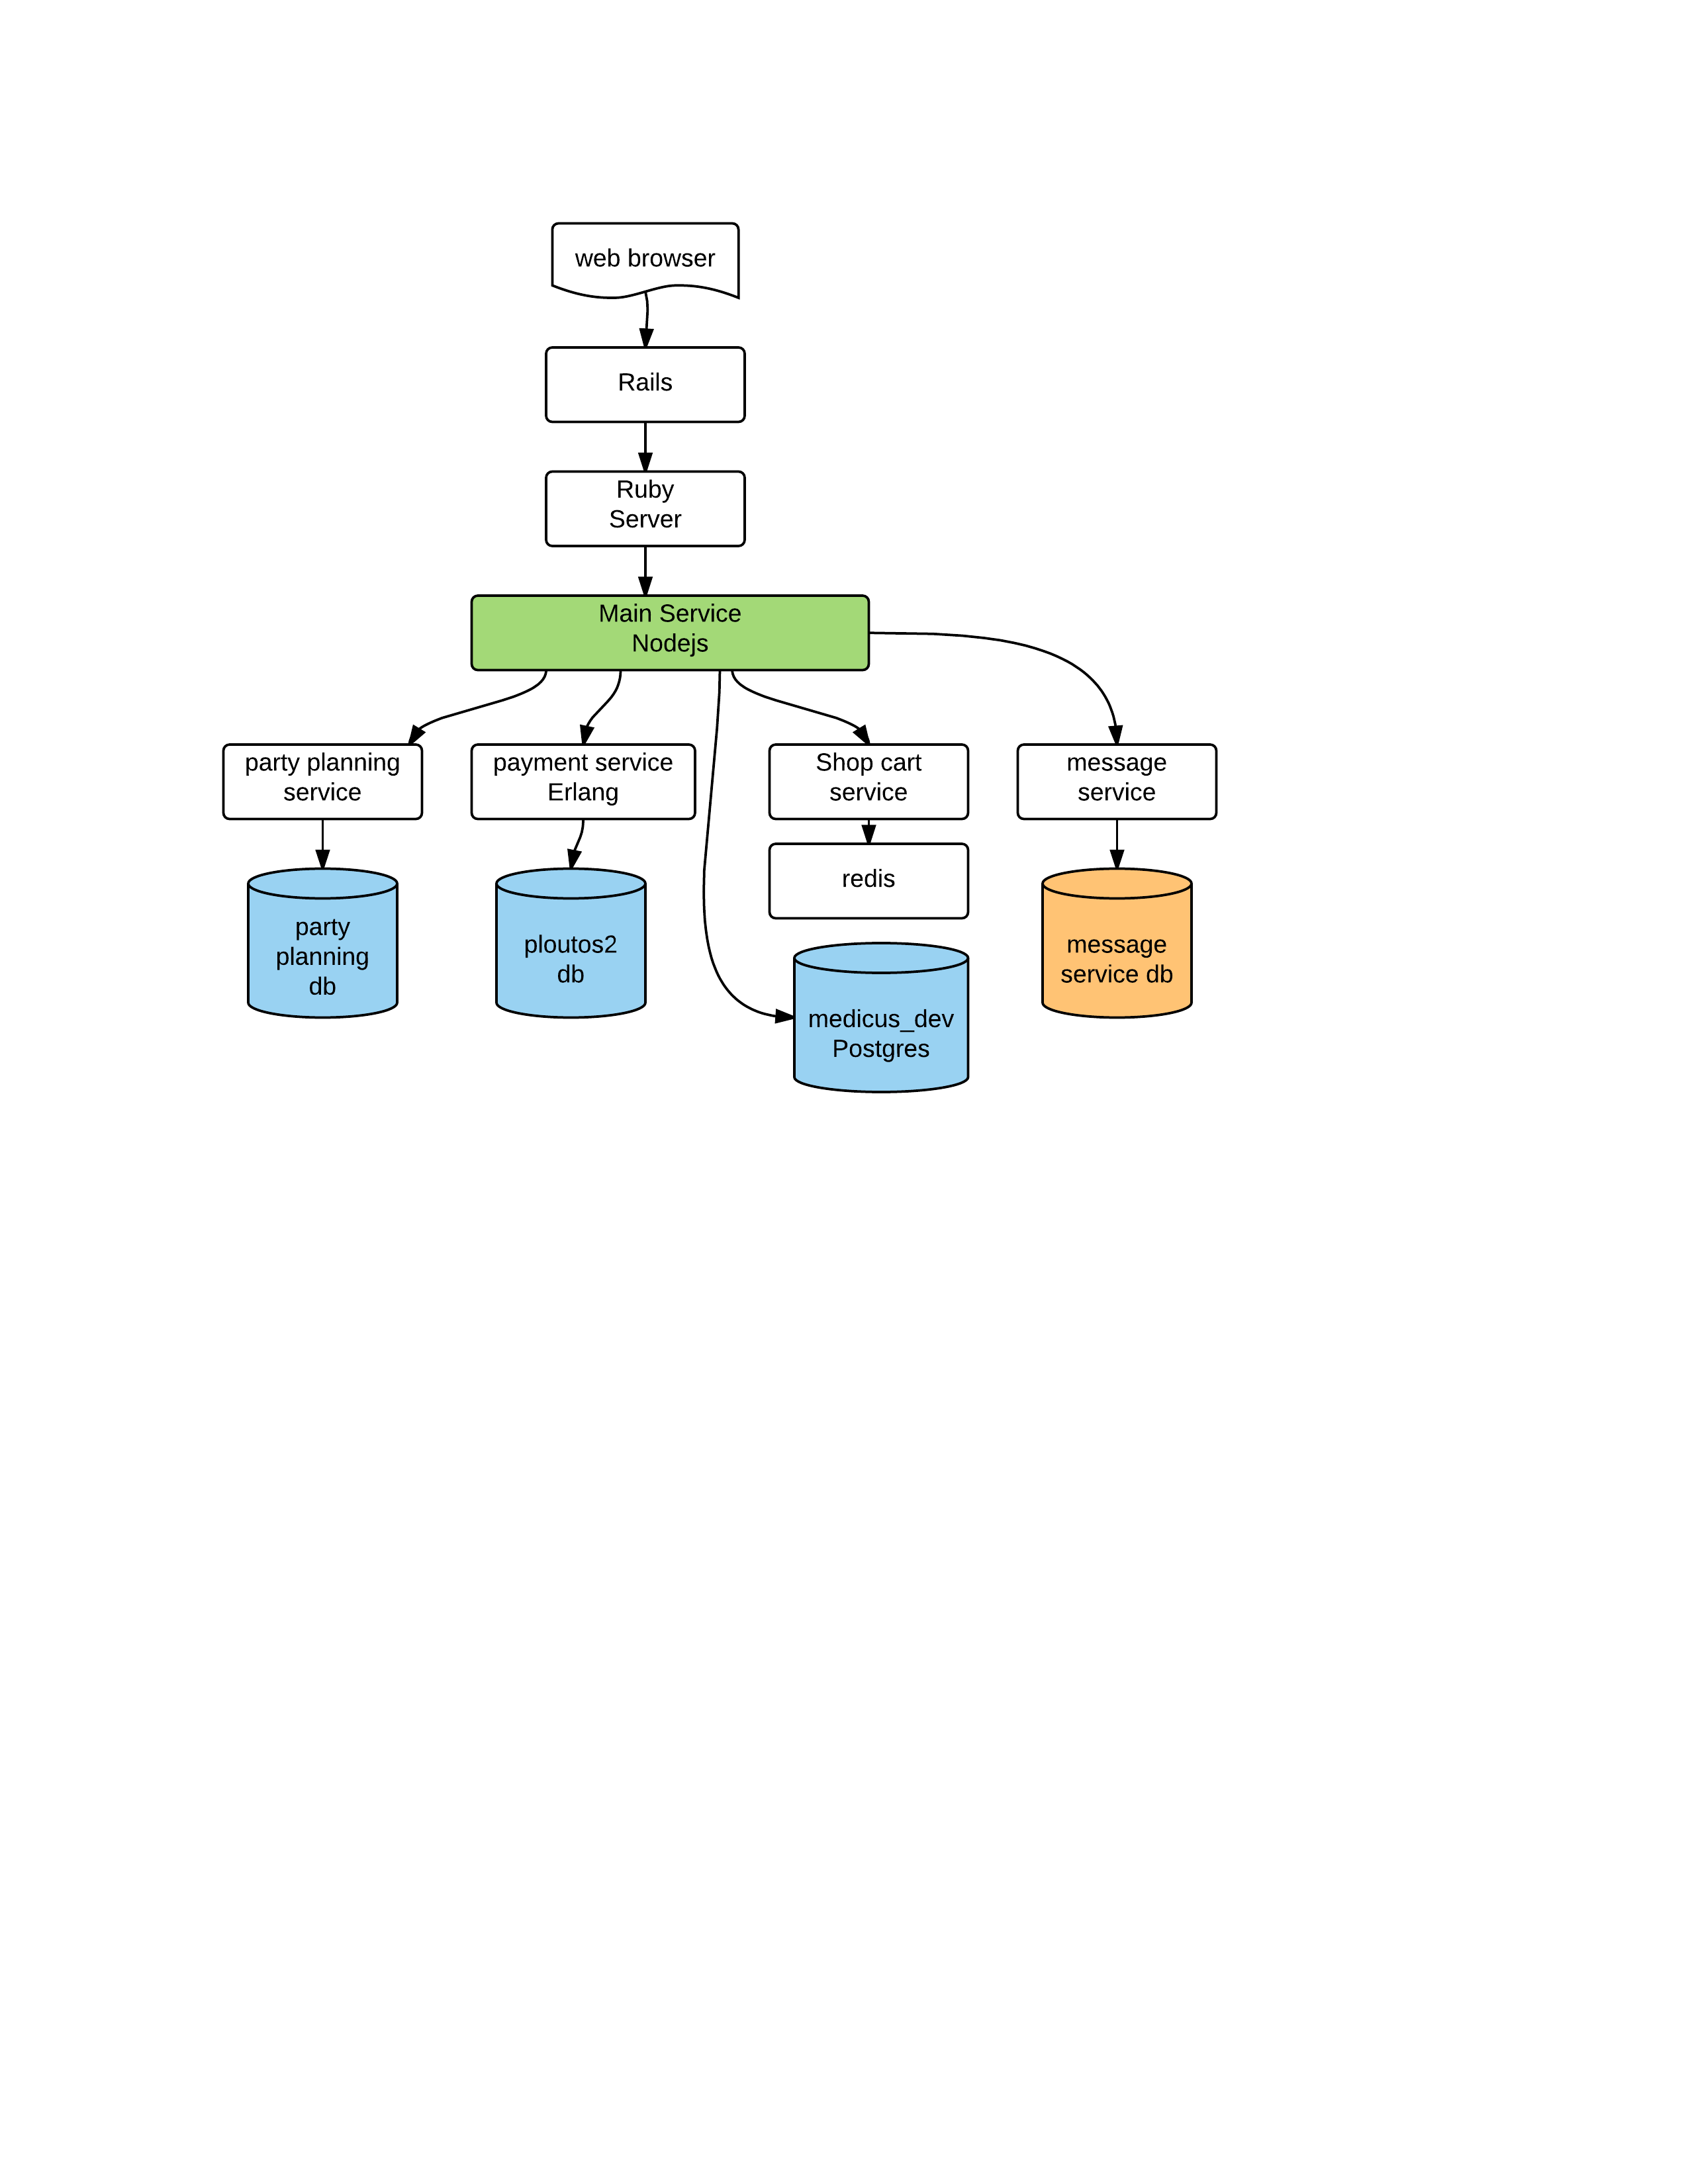 web browser
Rails
Ruby
Server
Main Service
Nodejs
party planning
service
payment service
Erlang
Shop cart
service
message
service
redis
party
planning
db
ploutos2
db
message
service db
medicus_dev
Postgres